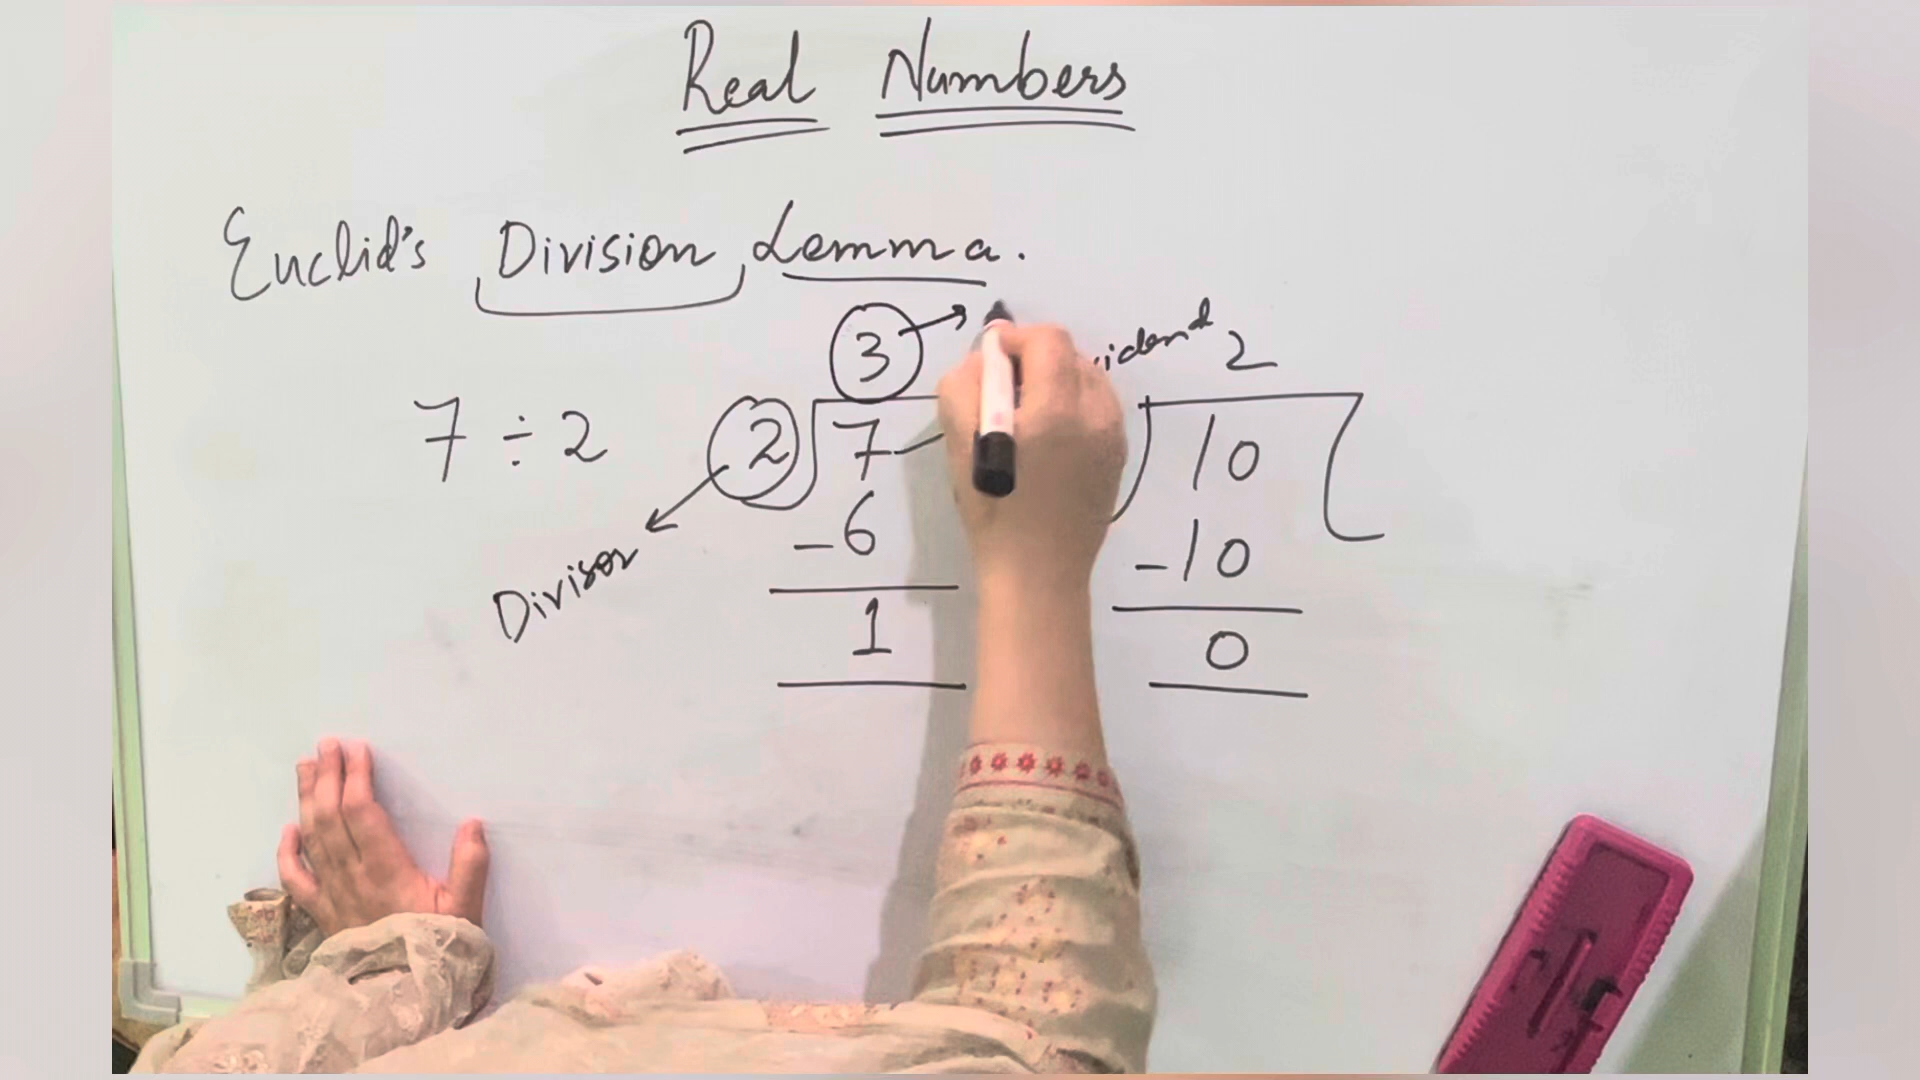 Real Numbers
Euclid's Division Lemma.
3
2
7 ÷ 2
2 7
10
-6
-10
Divisor
1
0